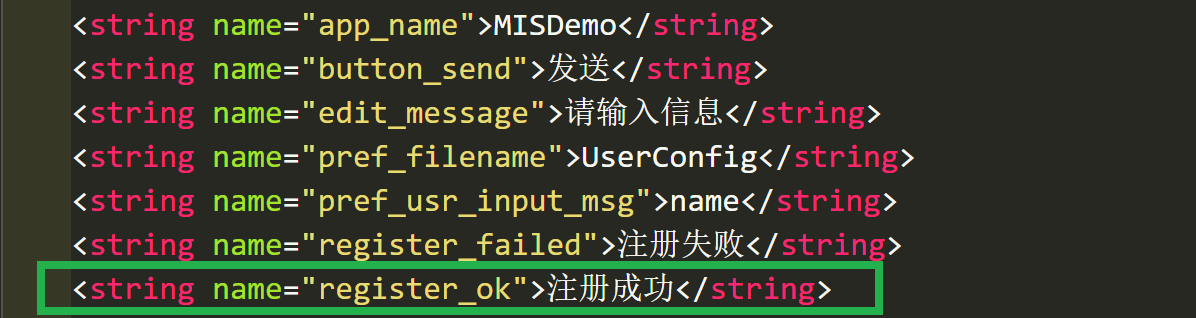 <string name="app_name">MISDemo</string>
<string name="button_send">发送</string>
<string name="edit_message">请输入信息</string>
<string name="pref_filename">UserConfig</string>
<string name="pref_usr_input_msg">name</string>
<string name="register_failed">注册失败</string>
<string name="register_ok">注册成功</string>